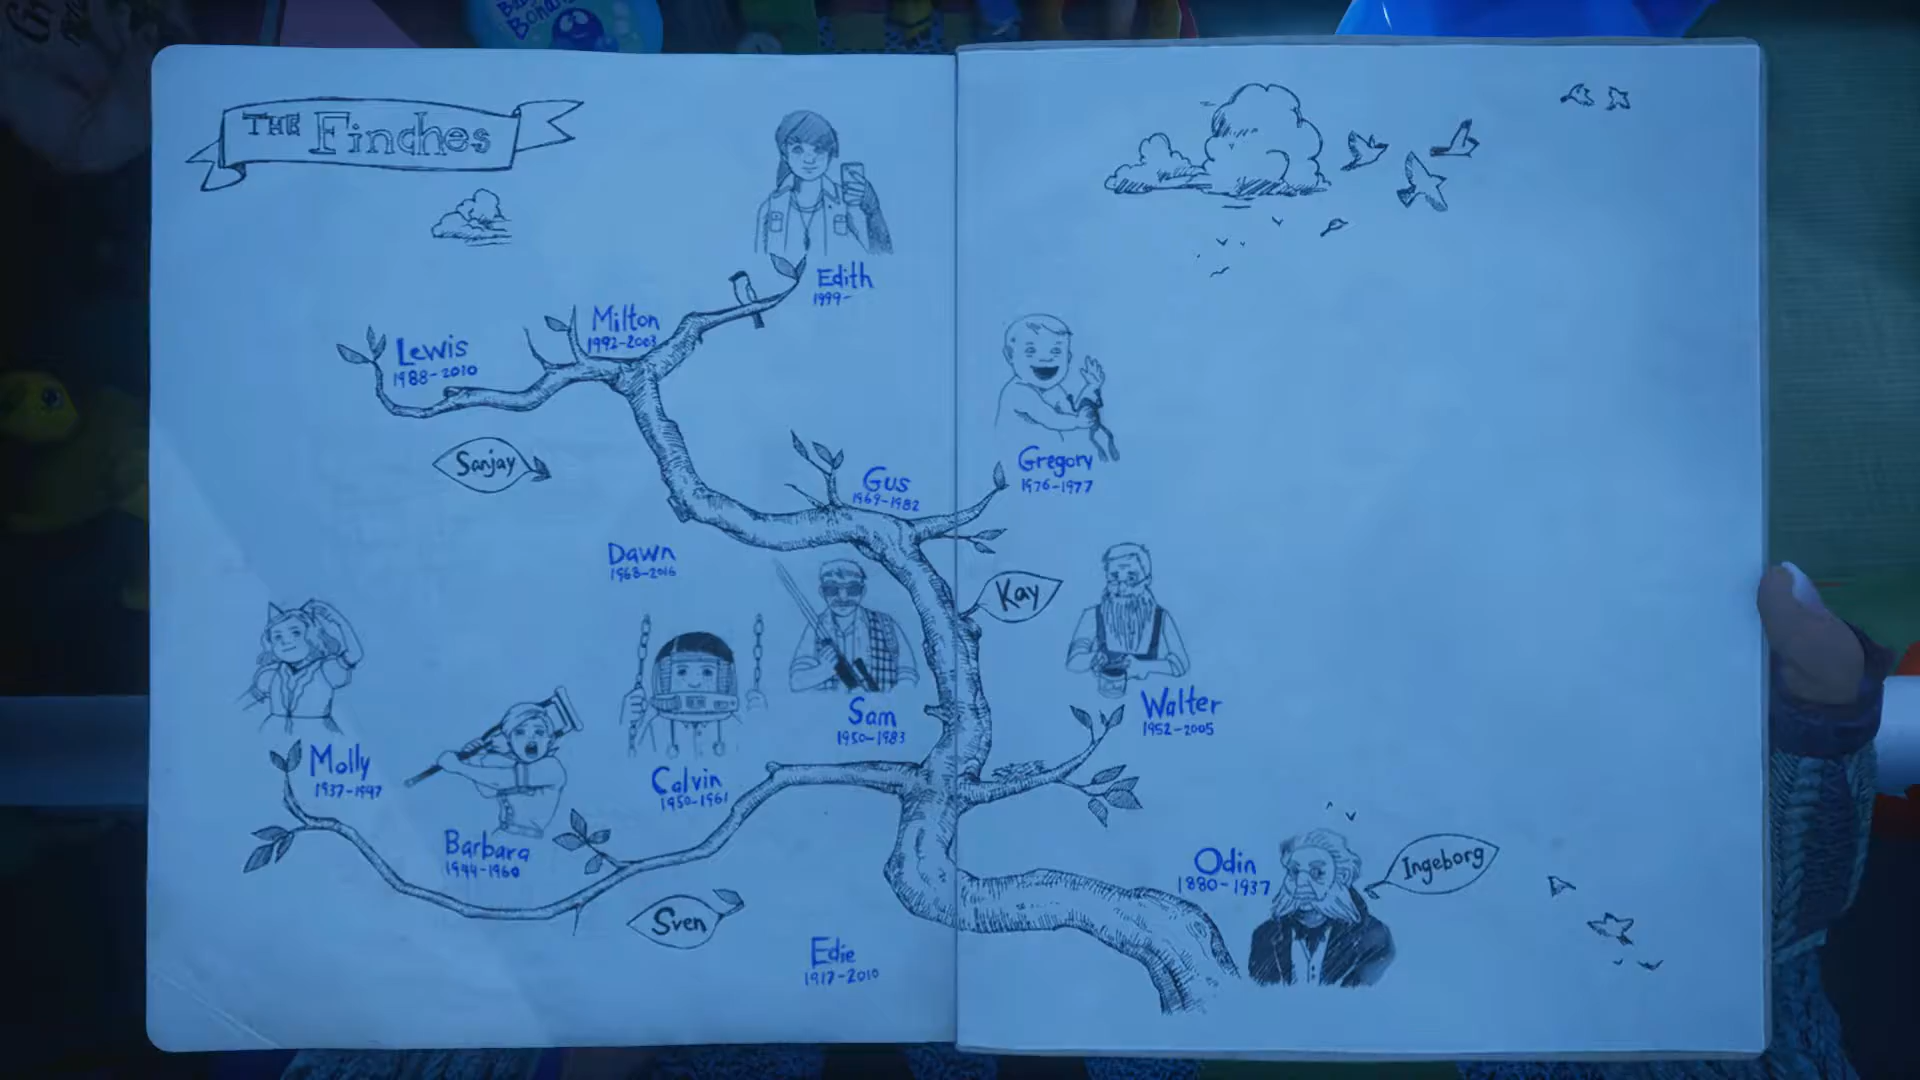 THE Finches
Edith
1999-
Milton
1992-2003
Lewis
1988-2010
Sanjay
Gregory
1976-1977
Gus
1969-1982
Dawn
1968-2016
Kay
Walter
1952-2005
Sam
1950-1983
Calvin
1950-1961
Molly
1937-1947
Barbara
1944-1960
Sven
Edie
1917-2010
Odin
1880-1937
Ingeborg